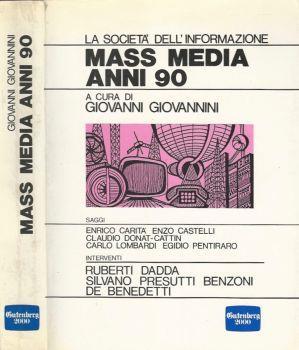 GIOVANNI GIOVANNINI
MASS MEDIA ANNI 90
Gutenberg
2000
LA SOCIETA' DELL'INFORMAZIONE
MASS MEDIA
ANNI 90
A CURA DI
GIOVANNI GIOVANNINI
SAGGI
ENRICO CARITA' ENZO CASTELLI
CLAUDIO DONAT-CATTIN
CARLO LOMBARDI EGIDIO PENTIRARO
INTERVENTI
RUBERTI DADDA
SILVANO PRESUTTI BENZONI
DE BENEDETTI
Gutenberg
2000